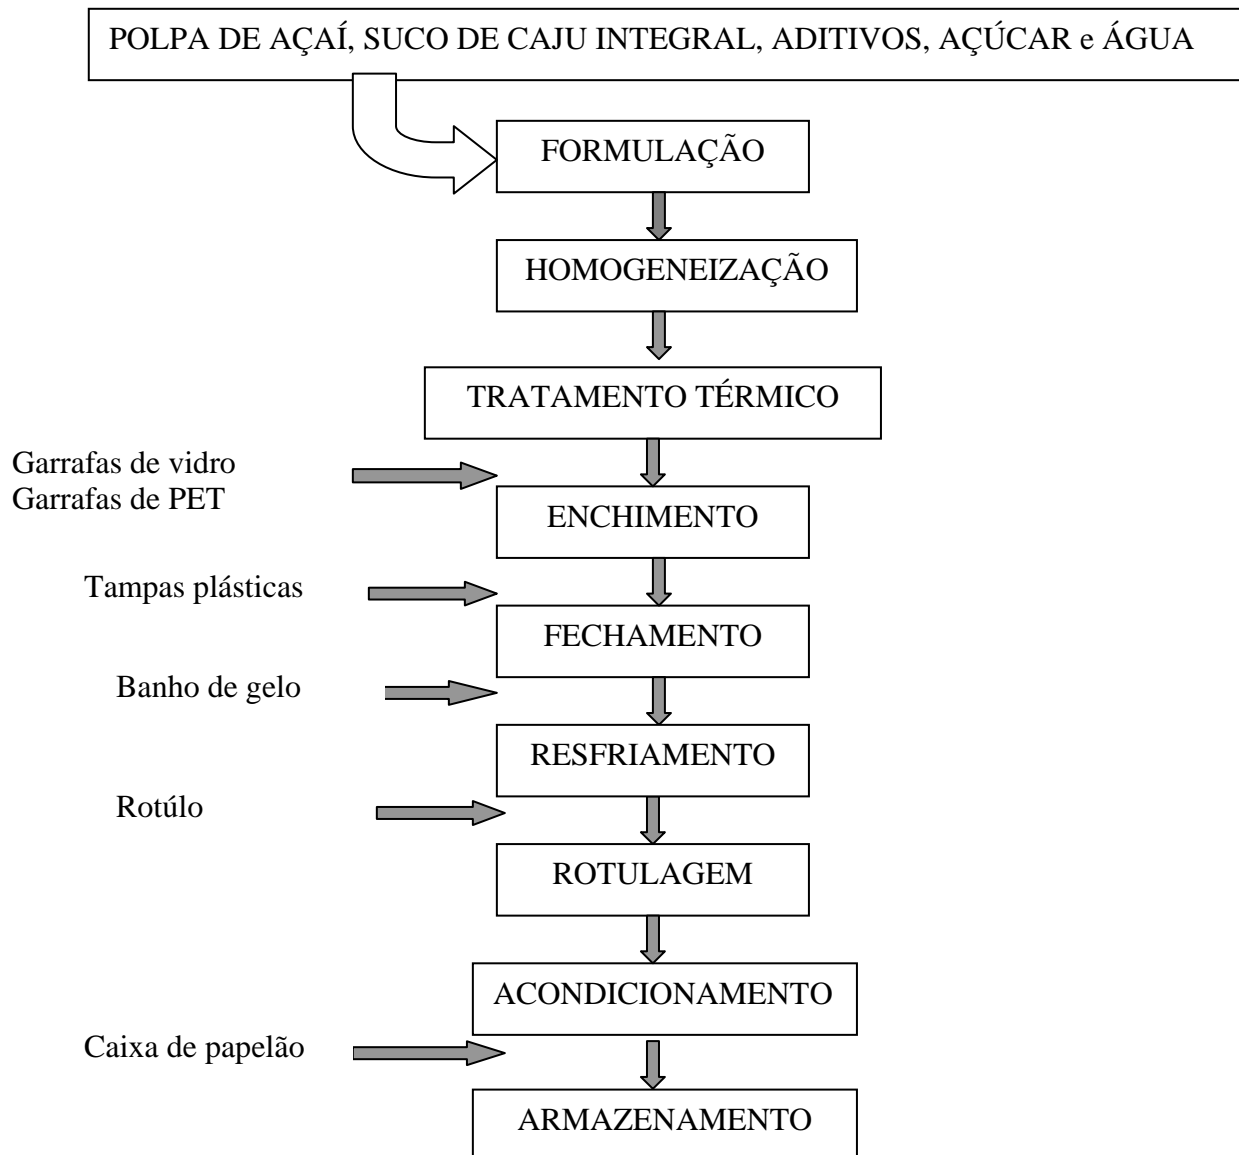 POLPA DE AÇAÍ, SUCO DE CAJU INTEGRAL, ADITIVOS, AÇÚCAR e ÁGUA
FORMULAÇÃO
HOMOGENEIZAÇÃO
TRATAMENTO TÉRMICO
Garrafas de vidro
Garrafas de PET
ENCHIMENTO
Tampas plásticas
FECHAMENTO
Banho de gelo
RESFRIAMENTO
Rotúlo
ROTULAGEM
ACONDICIONAMENTO
Caixa de papelão
ARMAZENAMENTO